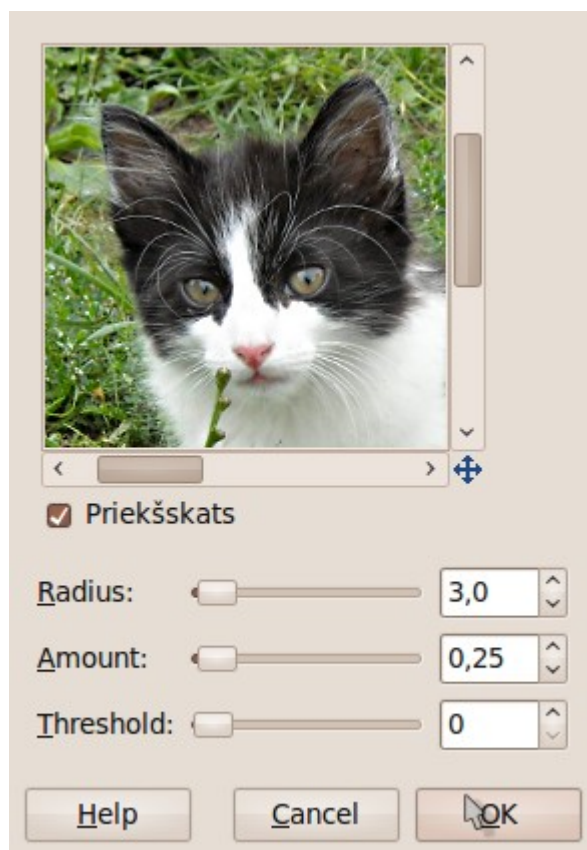 Priekšskats
Radius: 3,0
Amount: 0,25
Threshold: 0
Help Cancel OK